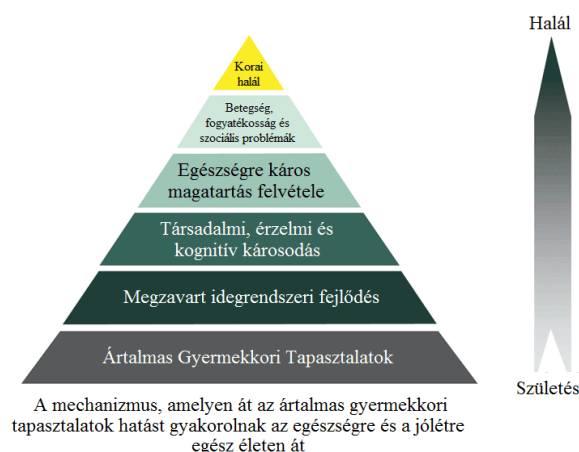 Halál
Korai
halál
Betegség,
fogyatékosság és
szociális problémák
Egészségre káros
magatartás felvétele
Társadalmi, érzelmi és
kognitív károsodás
Megzavart idegrendszeri fejlődés
Ártalmas Gyermekkori Tapasztalatok
Születés
A mechanizmus, amelyen át az ártalmas gyermekkori
tapasztalatok hatást gyakorolnak az egészségre és a jólétre
egész életen át